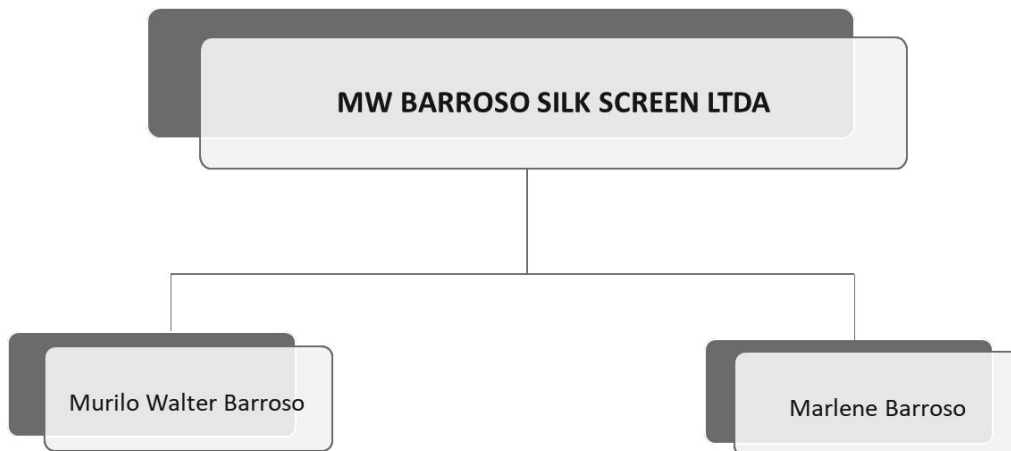 MW BARROSO SILK SCREEN LTDA
Murilo Walter Barroso
Marlene Barroso